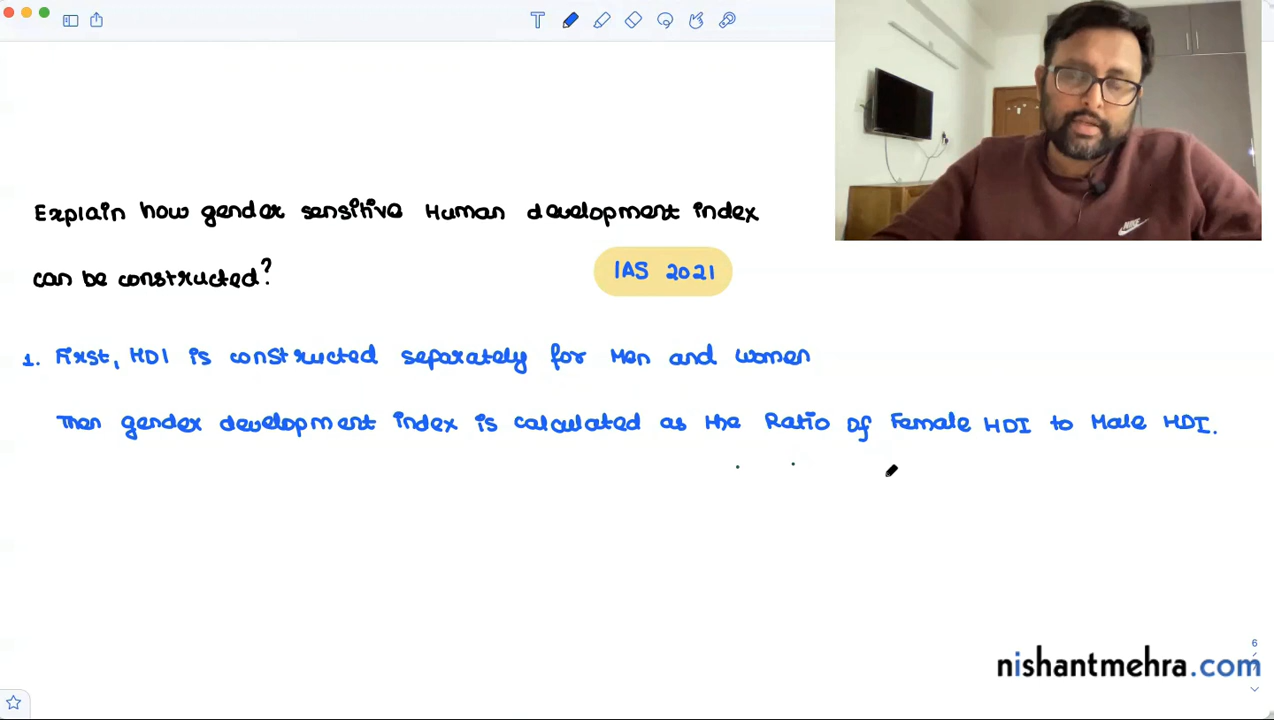 Explain how gender sensitive Human development index
can be constructed?
IAS 2021
1. First, HDI is constructed separately for Men and women
Then gender development index is calculated as the Ratio of Female HDI to Male HDI.
6
nishantmehra.com